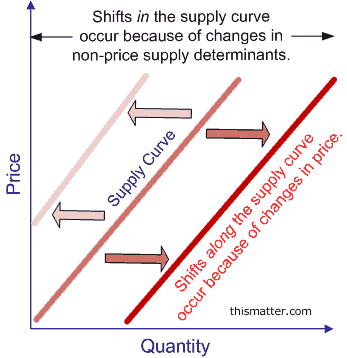 Shifts in the supply curve
occur because of changes in
non-price supply determinants.
Price
Supply Curve
Shifts along the supply curve
occur because of changes in price.
thismatter.com
Quantity